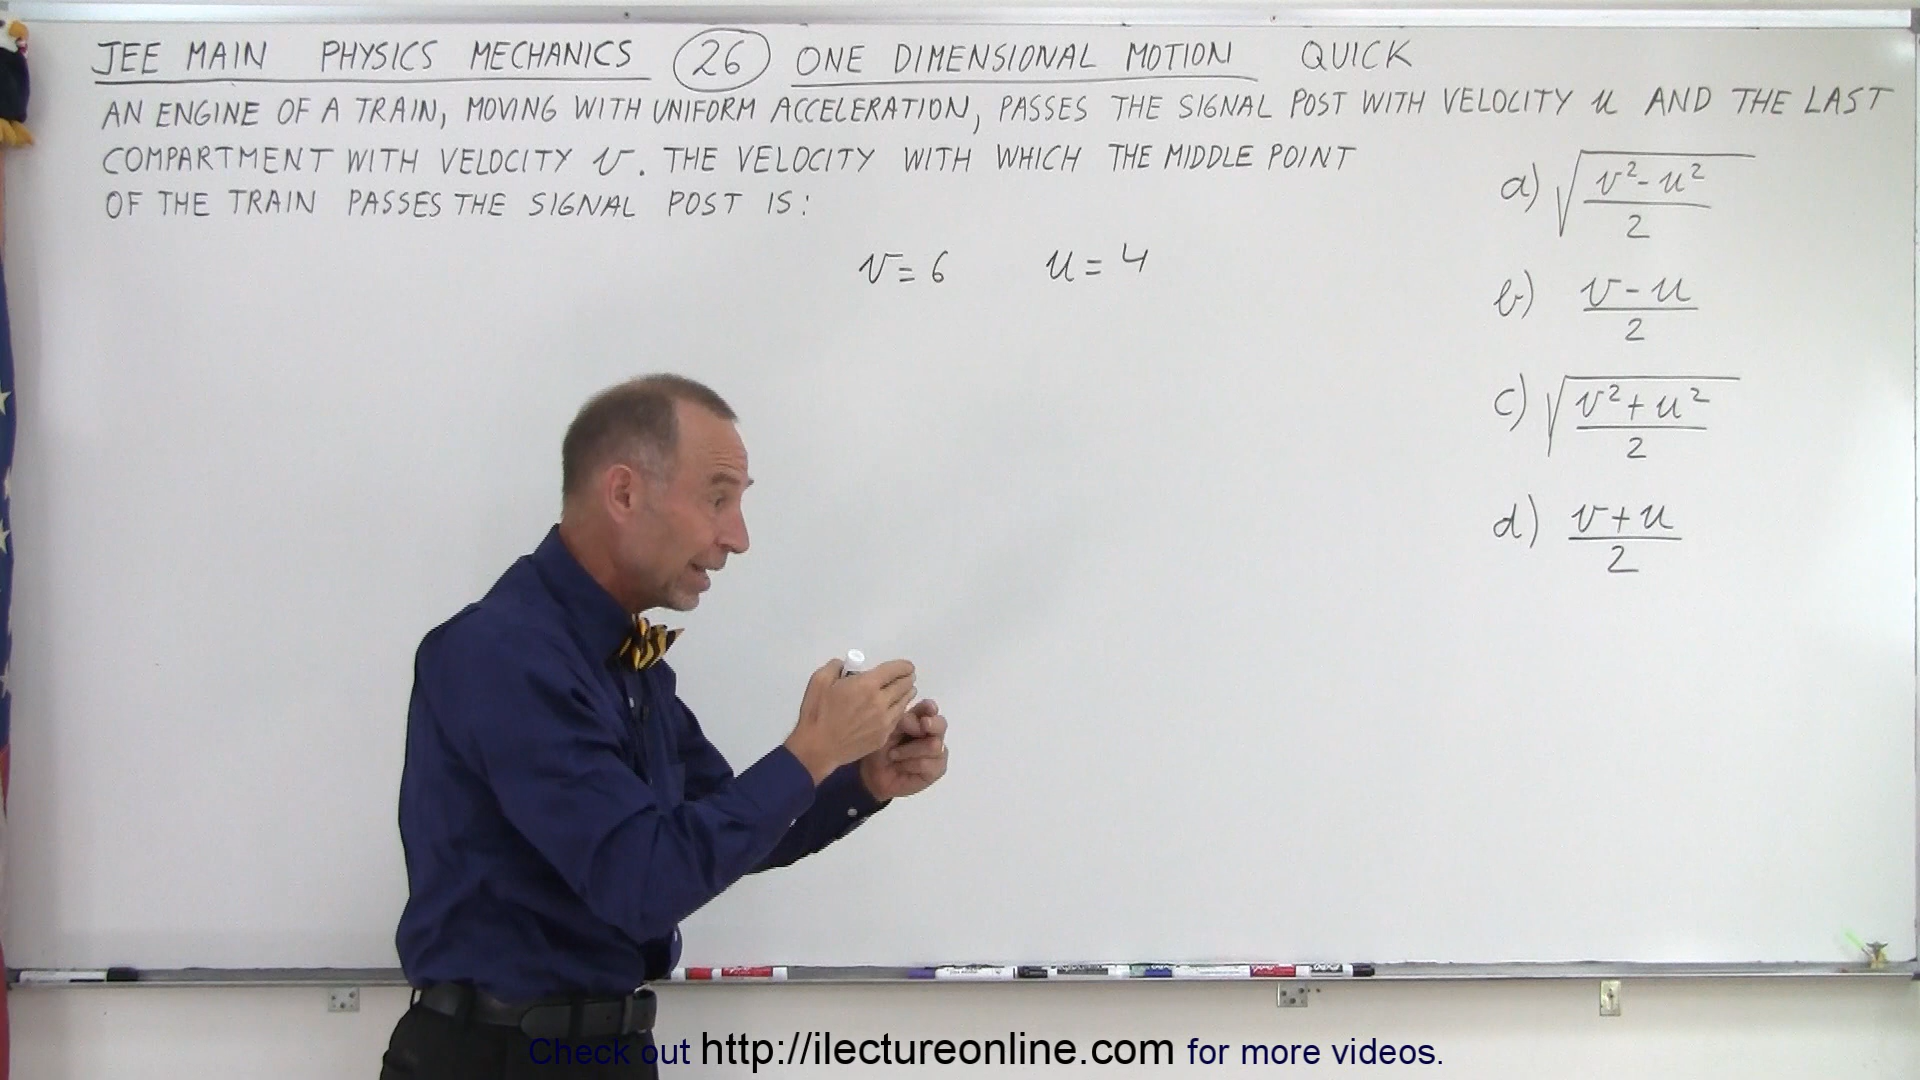 JEE MAIN PHYSICS MECHANICS 26 ONE DIMENSIONAL MOTION QUICK
AN ENGINE OF A TRAIN, MOVING WITH UNIFORM ACCELERATION, PASSES THE SIGNAL POST WITH VELOCITY u AND THE LAST
COMPARTMENT WITH VELOCITY v. THE VELOCITY WITH WHICH THE MIDDLE POINT
OF THE TRAIN PASSES THE SIGNAL POST IS:
v = 6 u = 4
a) √((v² - u²)/2)
b) (v - u)/2
c) √((v² + u²)/2)
d) (v + u)/2
Check out http://ilectureonline.com for more videos.